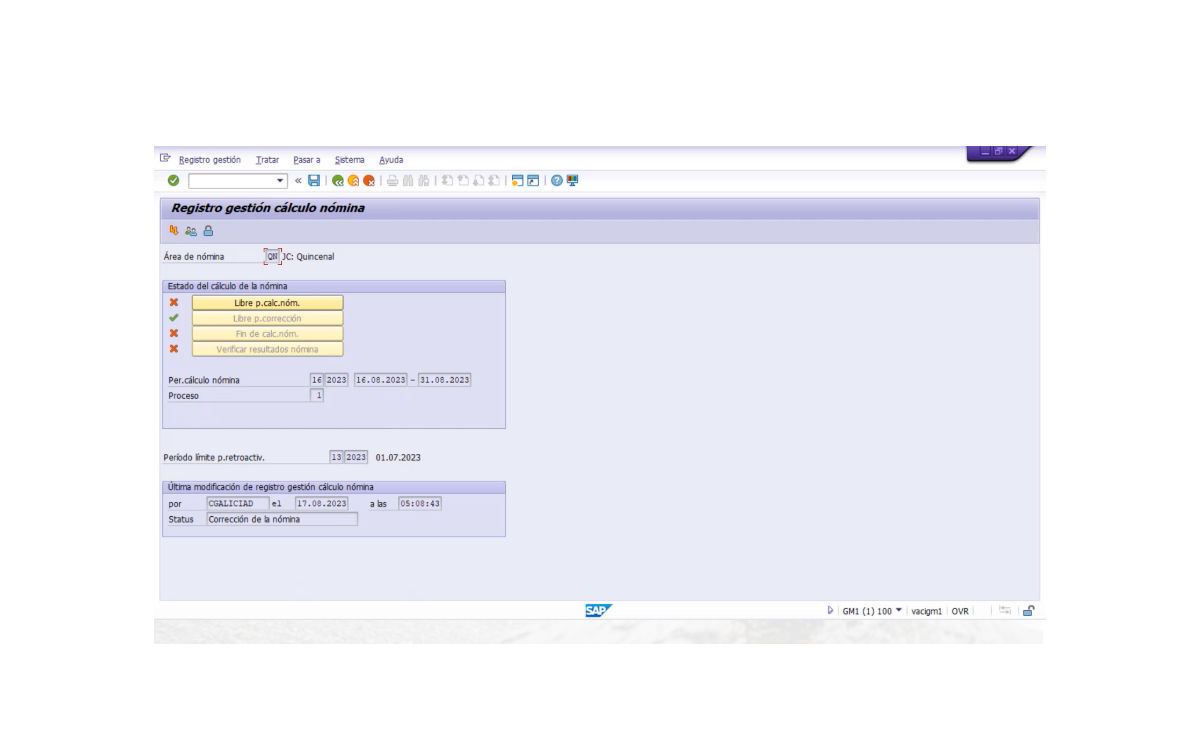 Registro gestión Tratar Pasar a Sistema Ayuda
Registro gestión cálculo nómina
Área de nómina QN JC: Quincenal
Estado del cálculo de la nómina
Libre p.calc.nóm.
Libre p.corrección
Fin de calc.nóm.
Verificar resultados nómina
Per.cálculo nómina 16 2023 16.08.2023 - 31.08.2023
Proceso 1
Período límite p.retroactiv. 13 2023 01.07.2023
Última modificación de registro gestión cálculo nómina
por CGALICIAD el 17.08.2023 a las 05:08:43
Status Corrección de la nómina
SAP GM1 (1) 100 vacigm1 OVR